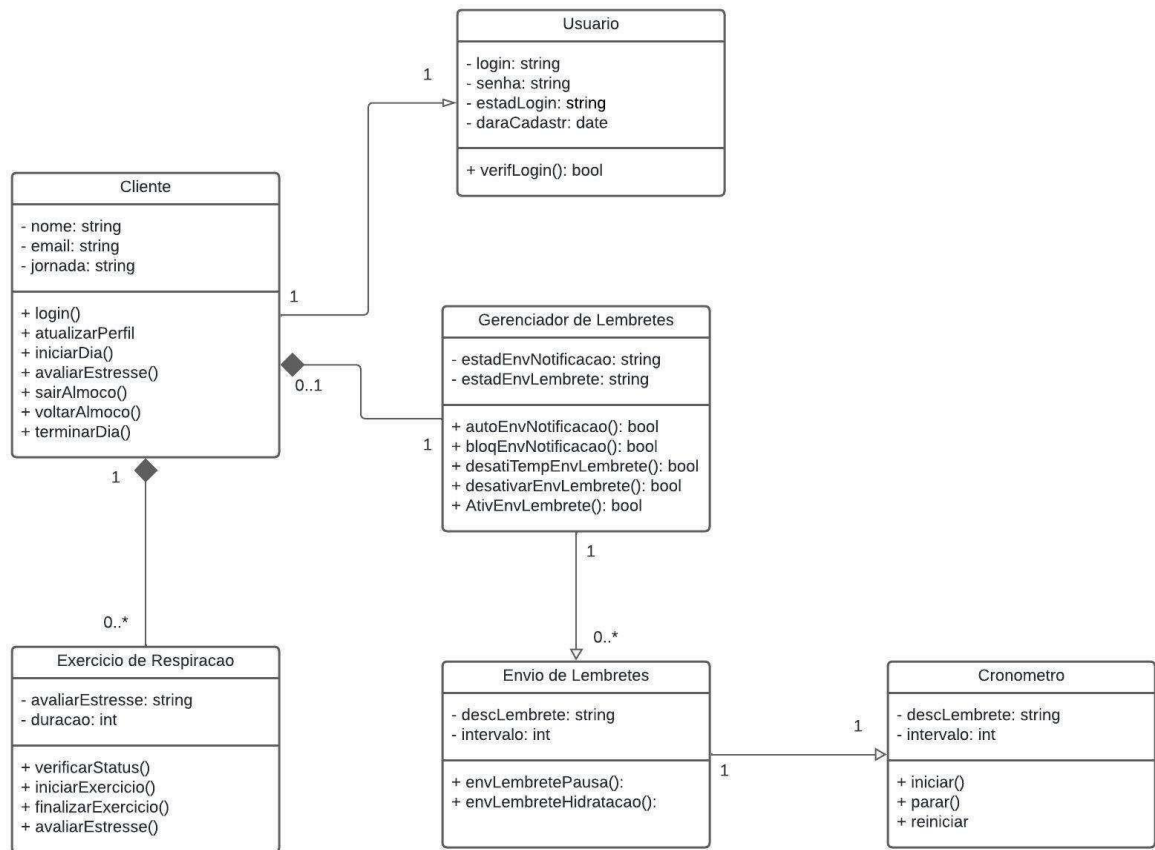 Usuario
- login: string
- senha: string
- estadLogin: string
- daraCadastr: date
+ verifLogin(): bool
1
1
Cliente
- nome: string
- email: string
- jornada: string
+ login()
+ atualizarPerfil
+ iniciarDia()
+ avaliarEstresse()
+ sairAlmoco()
+ voltarAlmoco()
+ terminarDia()
0..1
1
Gerenciador de Lembretes
- estadEnvNotificacao: string
- estadEnvLembrete: string
+ autoEnvNotificacao(): bool
+ bloqEnvNotificacao(): bool
+ desatiTempEnvLembrete(): bool
+ desativarEnvLembrete(): bool
+ AtivEnvLembrete(): bool
1
0..*
Exercicio de Respiracao
- avaliarEstresse: string
- duracao: int
+ verificarStatus()
+ iniciarExercicio()
+ finalizarExercicio()
+ avaliarEstresse()
1
0..*
Envio de Lembretes
- descLembrete: string
- intervalo: int
+ envLembretePausa():
+ envLembreteHidratacao():
1
1
Cronometro
- descLembrete: string
- intervalo: int
+ iniciar()
+ parar()
+ reiniciar